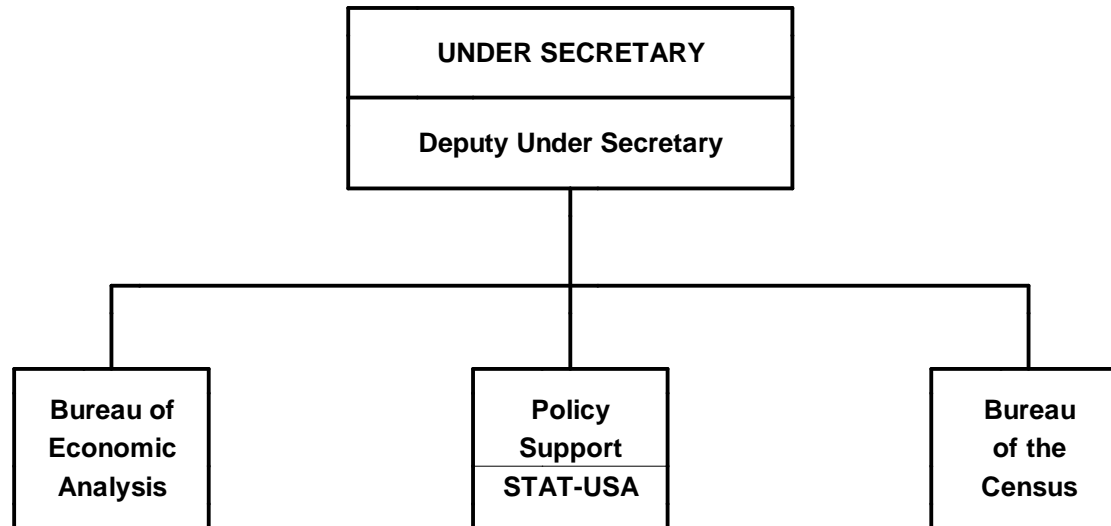 UNDER SECRETARY
Deputy Under Secretary
Bureau of
Economic
Analysis
Policy
Support
STAT-USA
Bureau
of the
Census